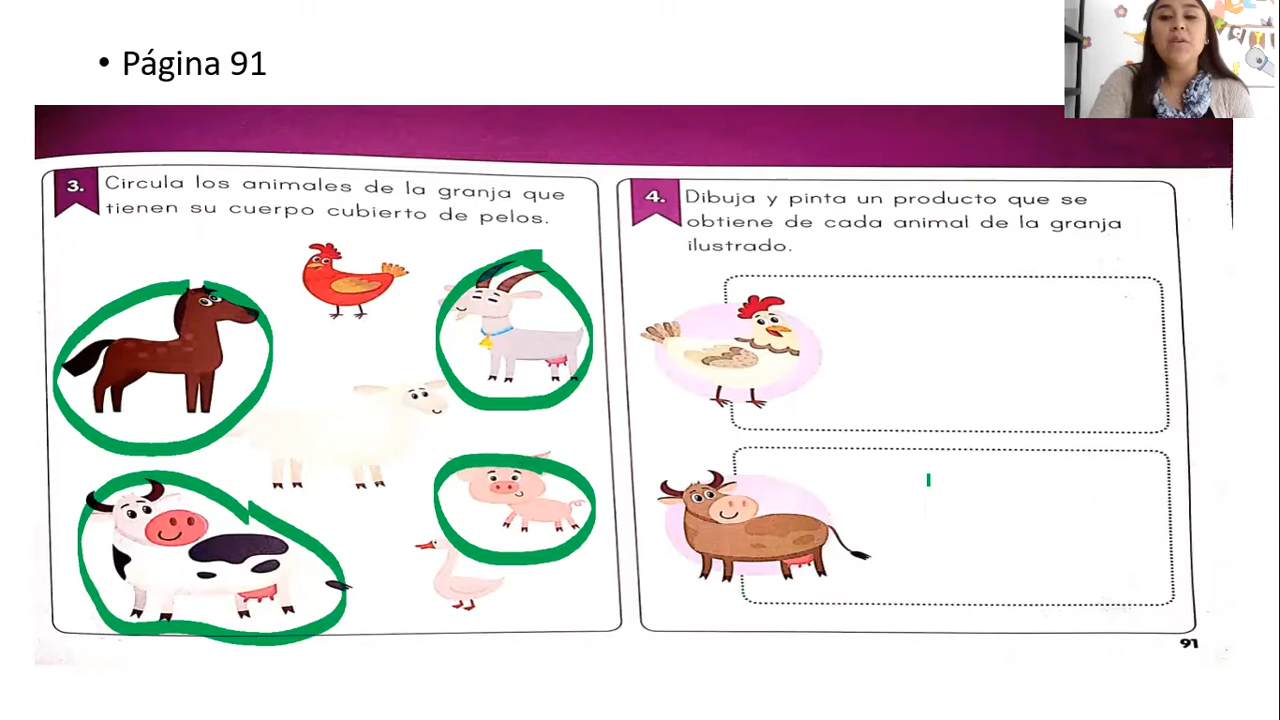 • Página 91
3. Circula los animales de la granja que
tienen su cuerpo cubierto de pelos.
4. Dibuja y pinta un producto que se
obtiene de cada animal de la granja
ilustrado.
91